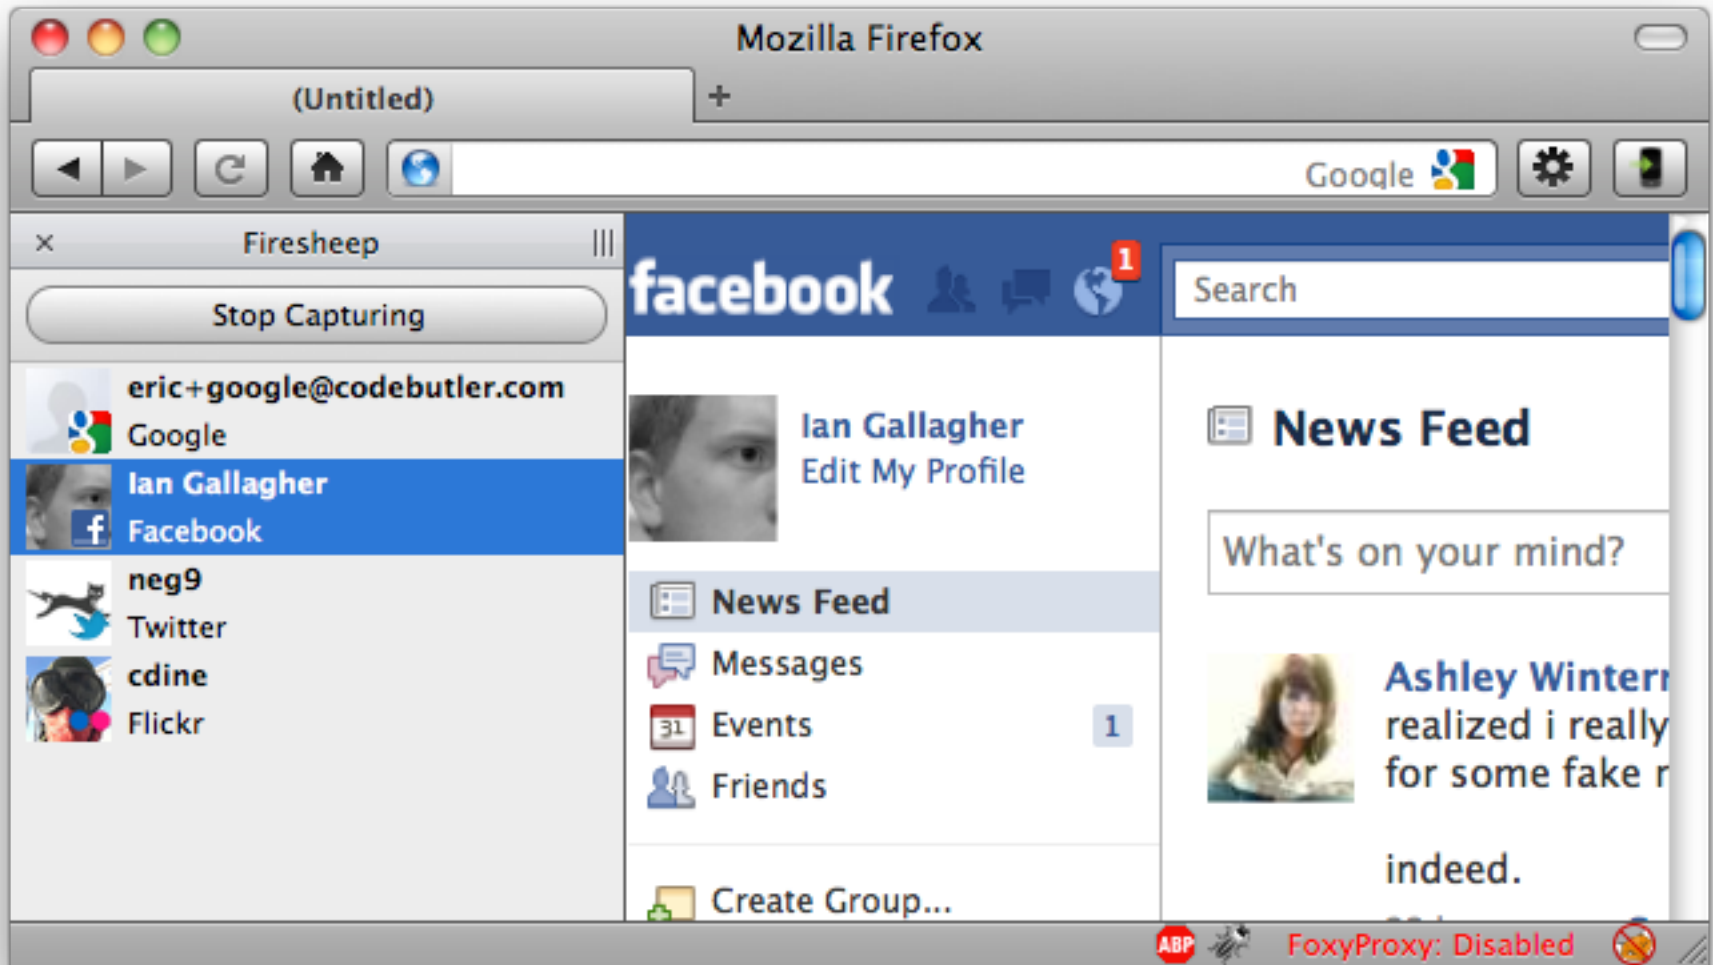 Mozilla Firefox
(Untitled)
Google
Firesheep
Stop Capturing
eric+google@codebutler.com
Google
Ian Gallagher
Facebook
neg9
Twitter
cdine
Flickr
facebook
1
Search
Ian Gallagher
Edit My Profile
News Feed
Messages
31 Events 1
Friends
Create Group...
News Feed
What's on your mind?
Ashley
realized i really
for some fake
indeed.
ABP
FoxyProxy: Disabled